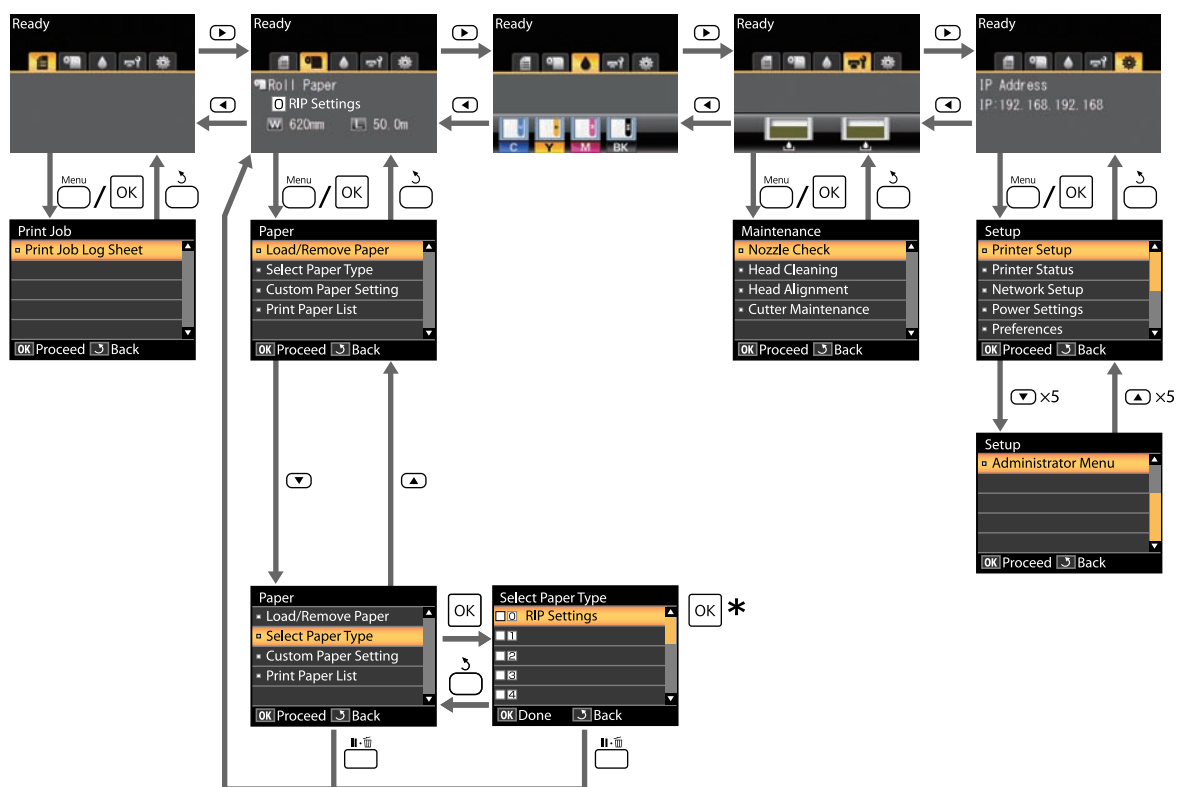 Ready
Ready
Ready
Ready
Ready
Roll Paper
0 RIP Settings
W 620mm L 50.0m
C Y M BK
IP Address
IP:192.168.192.168
Menu / OK
Menu / OK
Menu / OK
Menu / OK
Print Job
Print Job Log Sheet
OK Proceed Back
Paper
Load/Remove Paper
Select Paper Type
Custom Paper Setting
Print Paper List
OK Proceed Back
Maintenance
Nozzle Check
Head Cleaning
Head Alignment
Cutter Maintenance
OK Proceed Back
Setup
Printer Setup
Printer Status
Network Setup
Power Settings
Preferences
OK Proceed Back
×5
×5
Setup
Administrator Menu
OK Proceed Back
Paper
Load/Remove Paper
Select Paper Type
Custom Paper Setting
Print Paper List
OK Proceed Back
OK
Select Paper Type
0 RIP Settings
1
2
3
4
OK Done Back
OK *